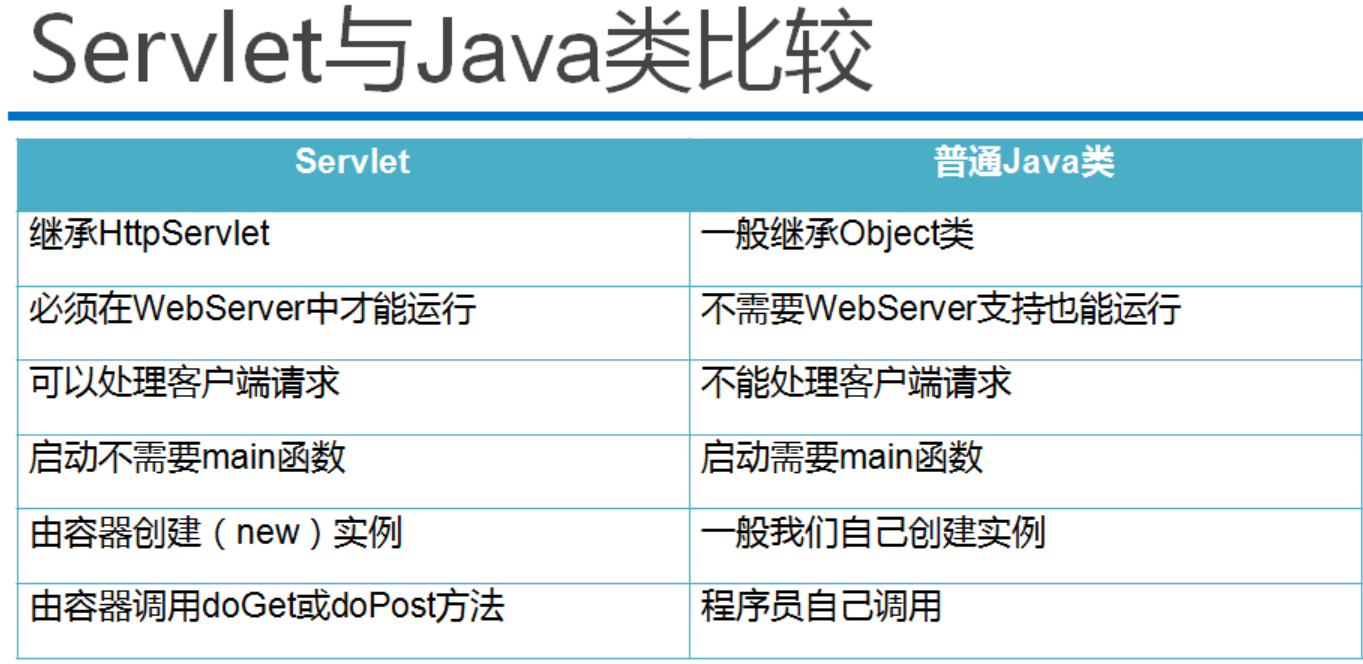 Servlet与Java类比较
Servlet 普通Java类
继承HttpServlet 一般继承Object类
必须在WebServer中才能运行 不需要WebServer支持也能运行
可以处理客户端请求 不能处理客户端请求
启动不需要main函数 启动需要main函数
由容器创建（new）实例 一般我们自己创建实例
由容器调用doGet或doPost方法 程序员自己调用